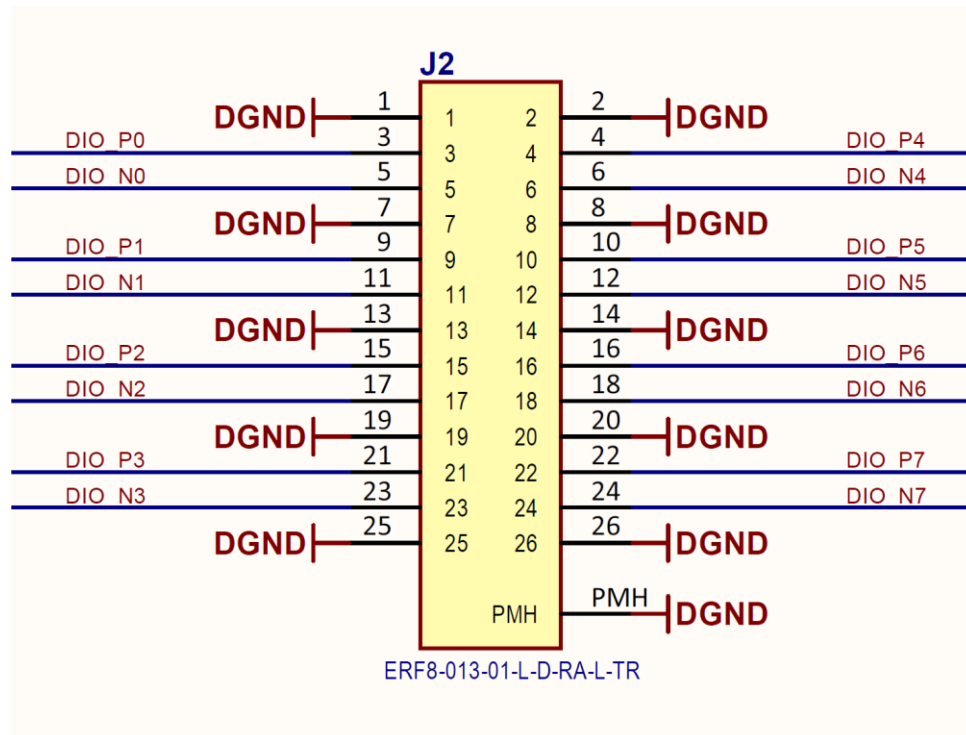 J2
DGND 1 1 2 2 DGND
DIO_P0 3 3 4 4 DIO_P4
DIO_N0 5 5 6 6 DIO_N4
DGND 7 7 8 8 DGND
DIO_P1 9 9 10 10 DIO_P5
DIO_N1 11 11 12 12 DIO_N5
DGND 13 13 14 14 DGND
DIO_P2 15 15 16 16 DIO_P6
DIO_N2 17 17 18 18 DIO_N6
DGND 19 19 20 20 DGND
DIO_P3 21 21 22 22 DIO_P7
DIO_N3 23 23 24 24 DIO_N7
DGND 25 25 26 26 DGND
PMH PMH DGND
ERF8-013-01-L-D-RA-L-TR